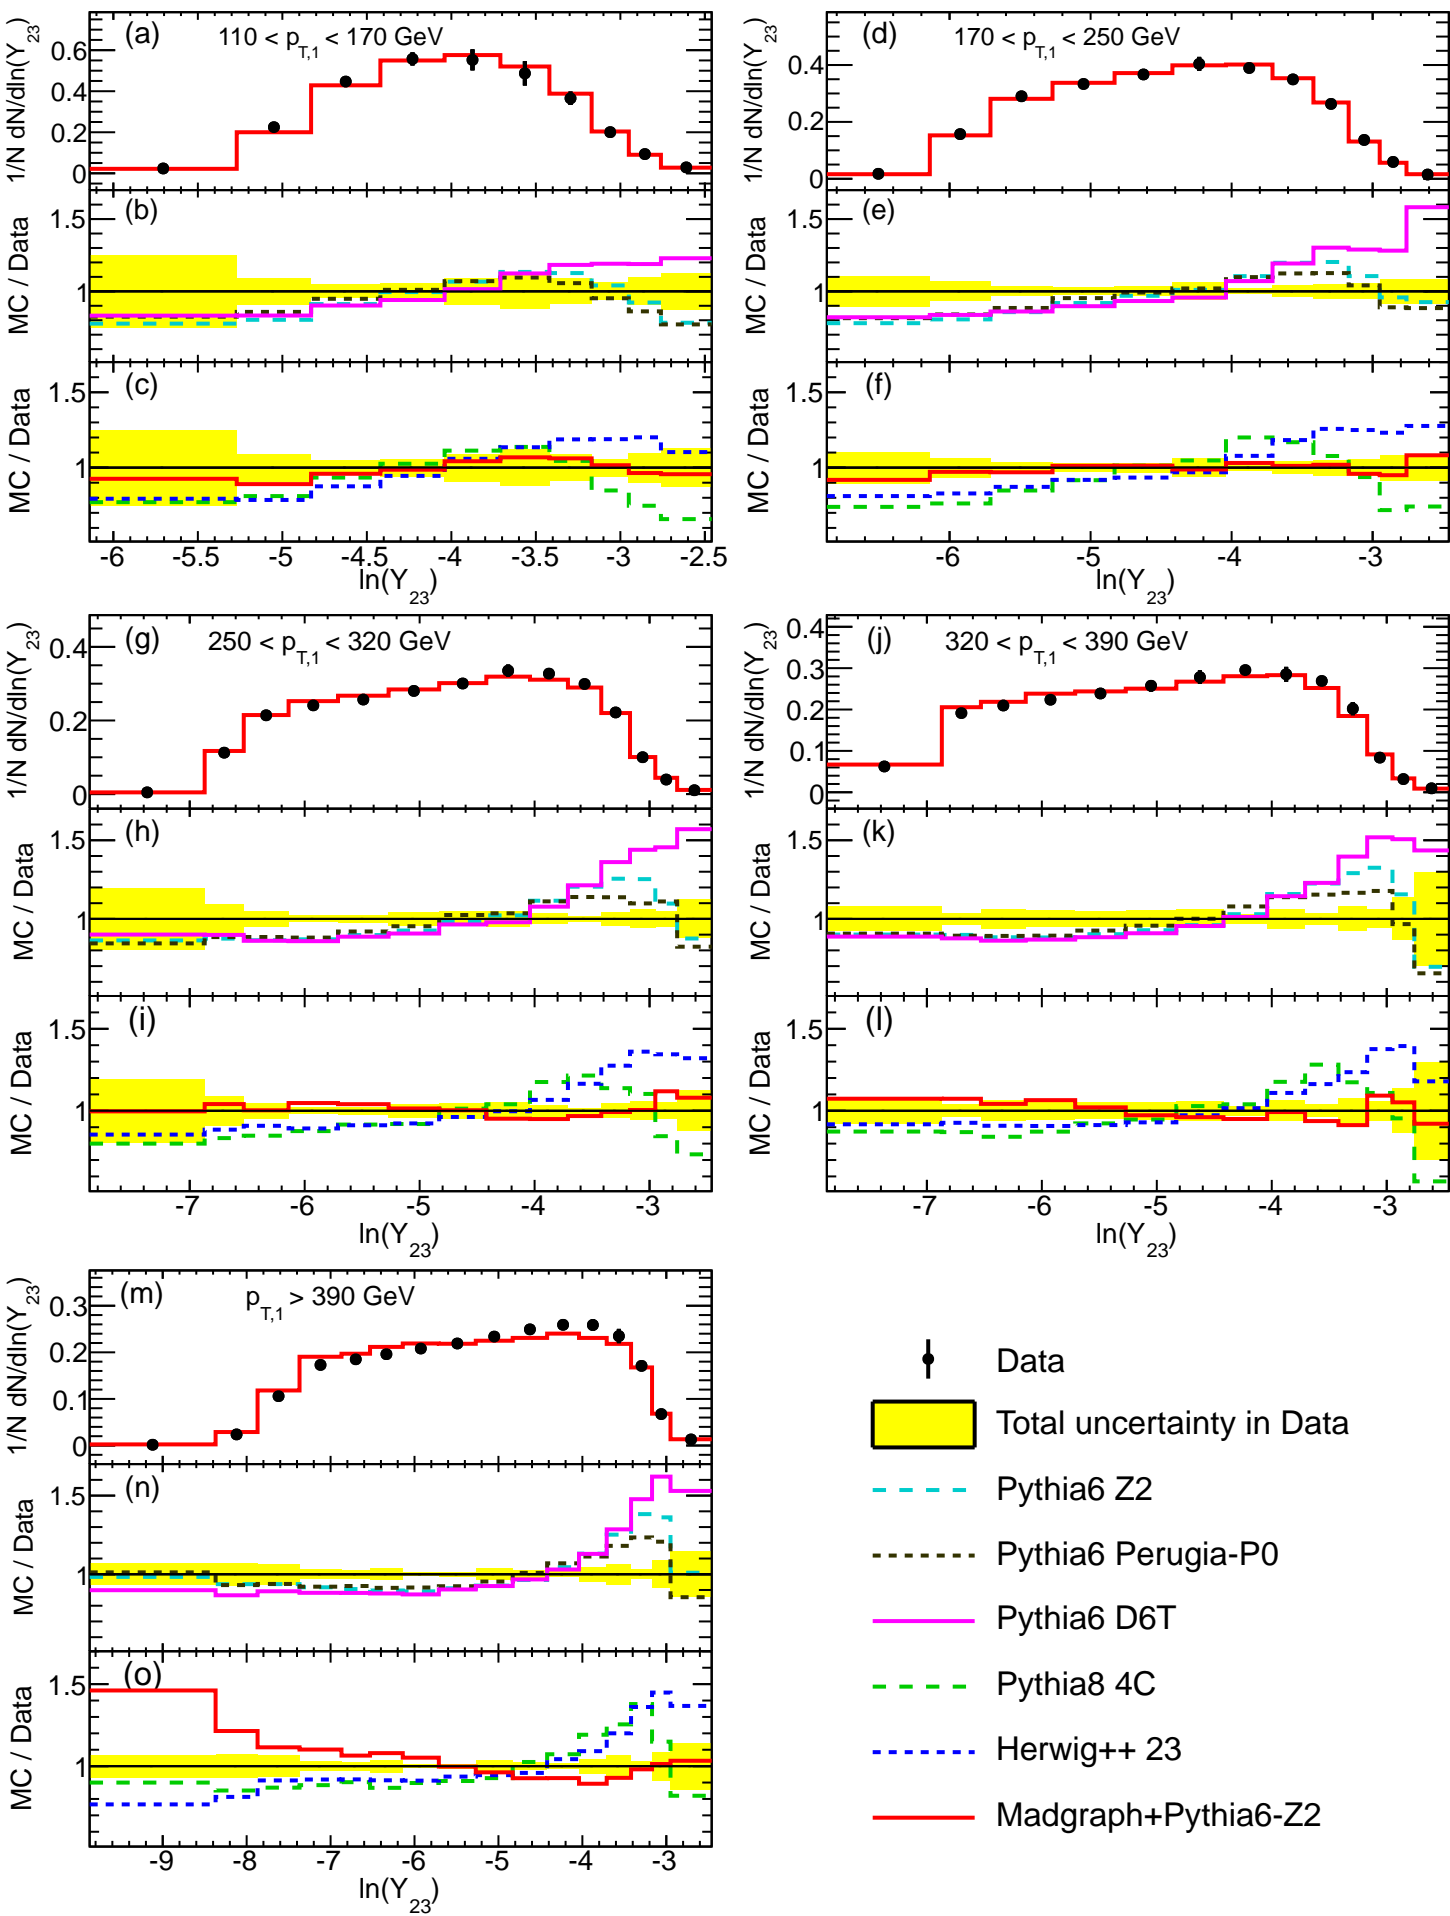 (a) 110 < p_T,1 < 170 GeV
1/N dN/dln(Y_23)
0.6
0.4
0.2
0
(b)
MC / Data
1.5
1
(c)
MC / Data
1.5
1
-6 -5.5 -5 -4.5 -4 -3.5 -3 -2.5
ln(Y_23)
(d) 170 < p_T,1 < 250 GeV
1/N dN/dln(Y_23)
0.4
0.2
0
(e)
MC / Data
1.5
1
(f)
MC / Data
1.5
1
-6 -5 -4 -3
ln(Y_23)
(g) 250 < p_T,1 < 320 GeV
1/N dN/dln(Y_23)
0.4
0.2
0
(h)
MC / Data
1.5
1
(i)
MC / Data
1.5
1
-7 -6 -5 -4 -3
ln(Y_23)
(j) 320 < p_T,1 < 390 GeV
1/N dN/dln(Y_23)
0.4
0.3
0.2
0.1
0
(k)
MC / Data
1.5
1
(l)
MC / Data
1.5
1
-7 -6 -5 -4 -3
ln(Y_23)
(m) p_T,1 > 390 GeV
1/N dN/dln(Y_23)
0.3
0.2
0.1
0
(n)
MC / Data
1.5
1
(o)
MC / Data
1.5
1
-9 -8 -7 -6 -5 -4 -3
ln(Y_23)
Data
Total uncertainty in Data
Pythia6 Z2
Pythia6 Perugia-P0
Pythia6 D6T
Pythia8 4C
Herwig++ 23
Madgraph+Pythia6-Z2